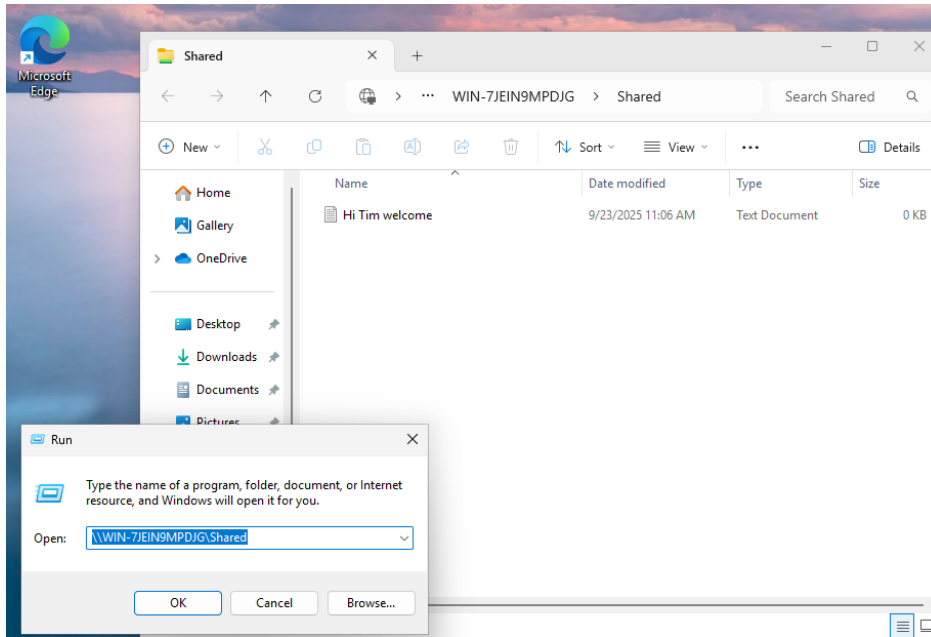 Microsoft
Edge
Shared
WIN-7JEIN9MPDJG > Shared
Search Shared
New
Sort
View
Details
Home
Gallery
OneDrive
Desktop
Downloads
Documents
Pictures
Name Date modified Type Size
Hi Tim welcome 9/23/2025 11:06 AM Text Document 0 KB
Run
Type the name of a program, folder, document, or Internet
resource, and Windows will open it for you.
Open: \\WIN-7JEIN9MPDJG\Shared
OK Cancel Browse...